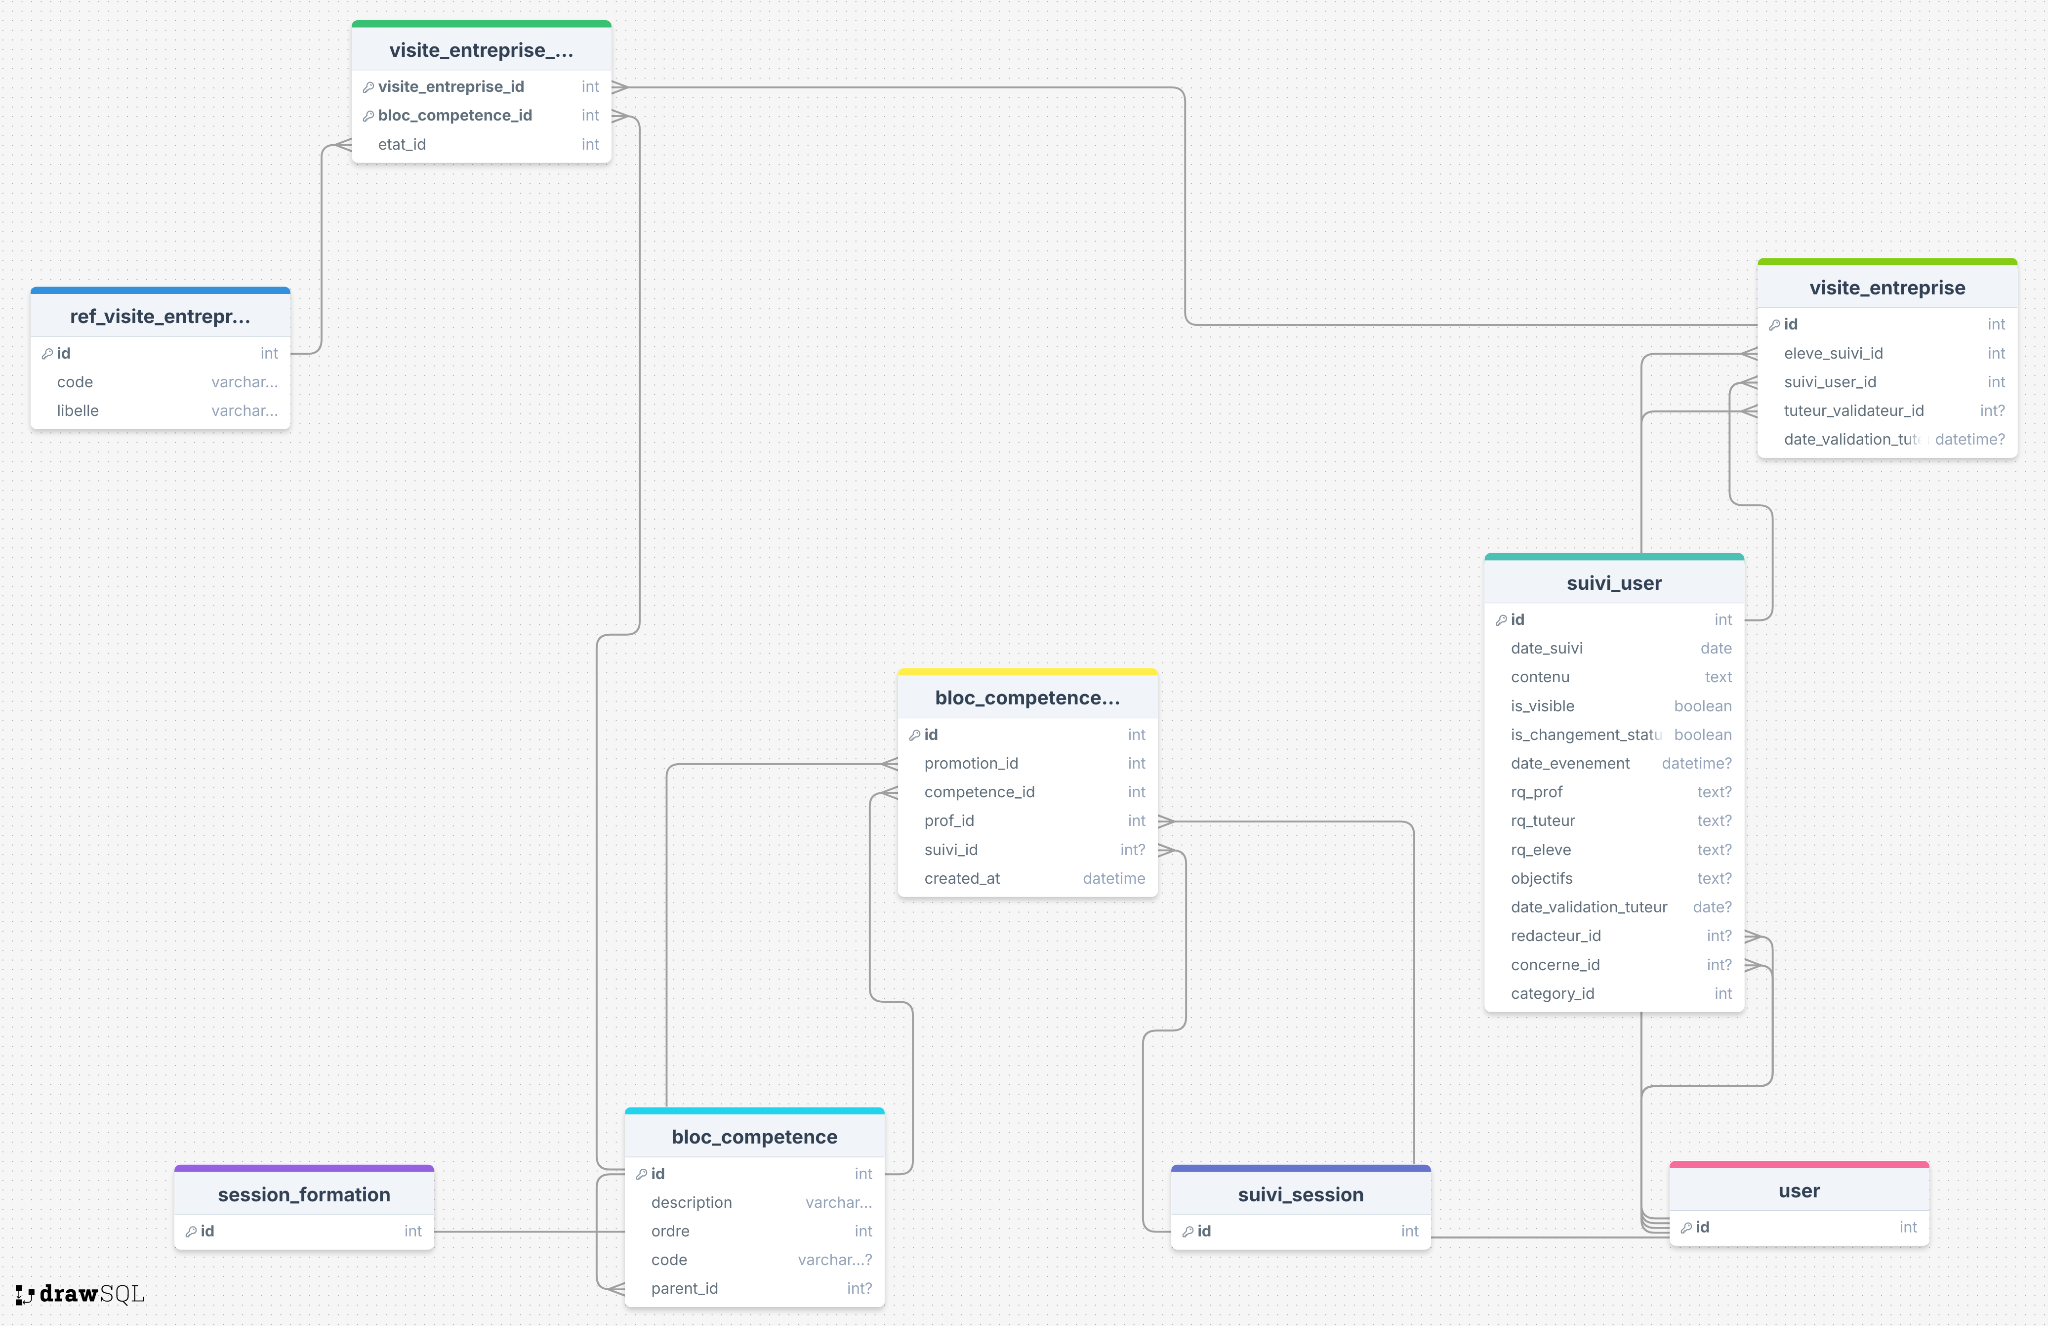 visite_entreprise_...
visite_entreprise_id int
bloc_competence_id int
etat_id int
ref_visite_entrepr...
id int
code varchar...
libelle varchar...
visite_entreprise
id int
eleve_suivi_id int
suivi_user_id int
tuteur_validateur_id int?
date_validation_tute datetime?
suivi_user
id int
date_suivi date
contenu text
is_visible boolean
is_changement_statu boolean
date_evenement datetime?
rq_prof text?
rq_tuteur text?
rq_eleve text?
objectifs text?
date_validation_tuteur date?
redacteur_id int?
concerne_id int?
category_id int
bloc_competence...
id int
promotion_id int
competence_id int
prof_id int
suivi_id int?
created_at datetime
bloc_competence
id int
description varchar...
ordre int
code varchar...?
parent_id int?
session_formation
id int
suivi_session
id int
user
id int
drawSQL